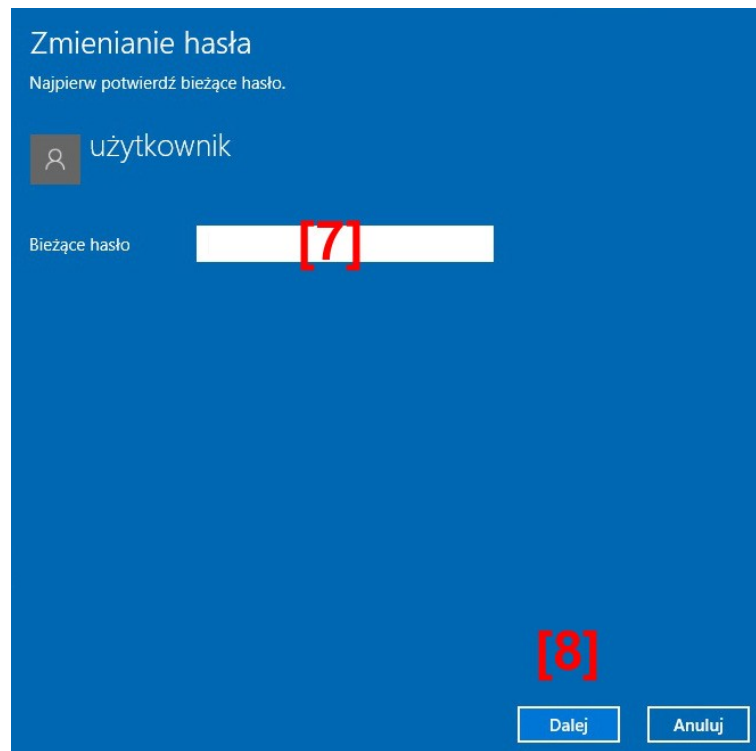 Zmienianie hasła
Najpierw potwierdź bieżące hasło.
użytkownik
Bieżące hasło [7]
[8]
Dalej Anuluj